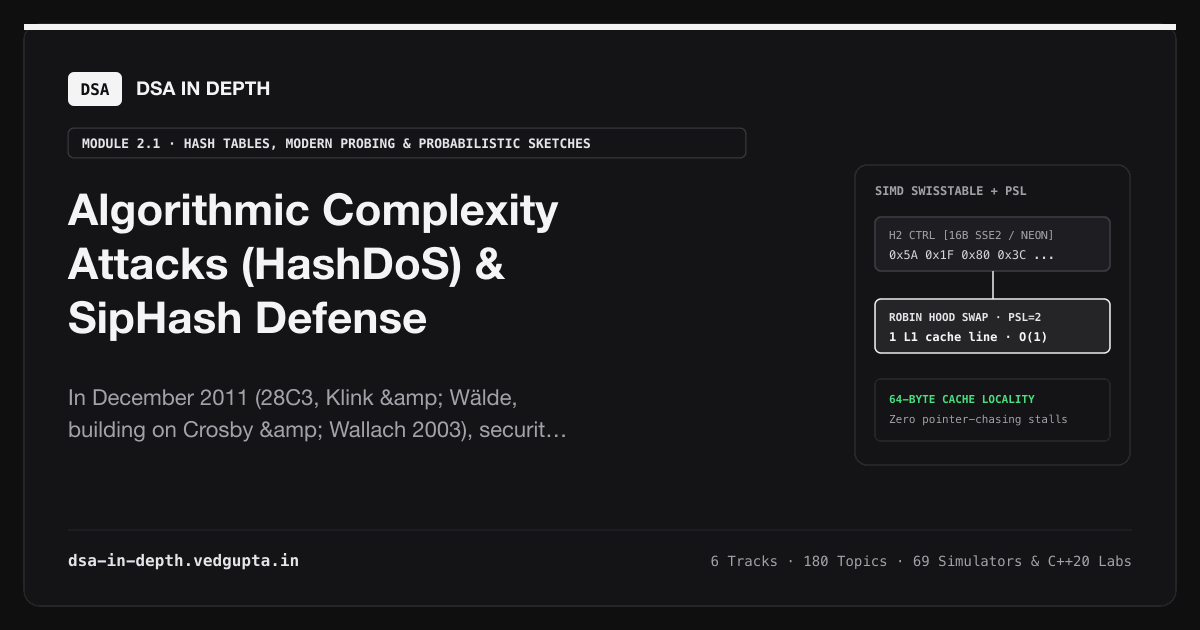 DSA
DSA IN DEPTH
MODULE 2.1 · HASH TABLES, MODERN PROBING & PROBABILISTIC SKETCHES
Algorithmic Complexity
Attacks (HashDoS) &
SipHash Defense
In December 2011 (28C3, Klink &amp; Wälde,
building on Crosby &amp; Wallach 2003), securit…
SIMD SWISSTABLE + PSL
H2 CTRL [16B SSE2 / NEON]
0x5A 0x1F 0x80 0x3C ...
ROBIN HOOD SWAP · PSL=2
1 L1 cache line · O(1)
64-BYTE CACHE LOCALITY
Zero pointer-chasing stalls
dsa-in-depth.vedgupta.in
6 Tracks · 180 Topics · 69 Simulators & C++20 Labs